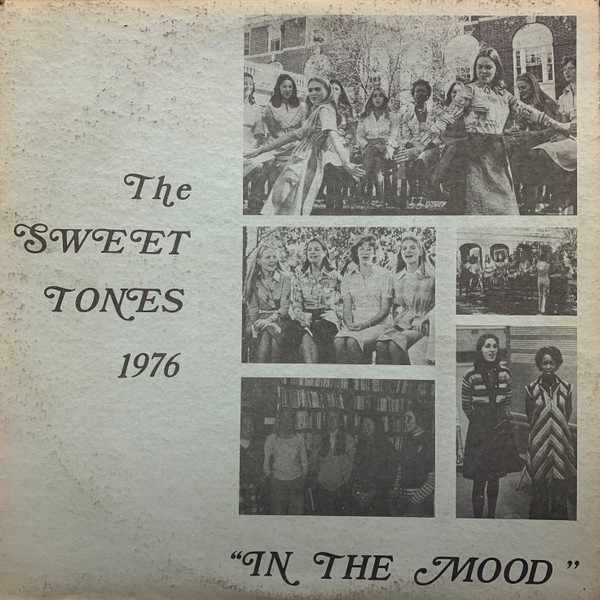 The
SWEET
TONES
1976
“IN THE MOOD”